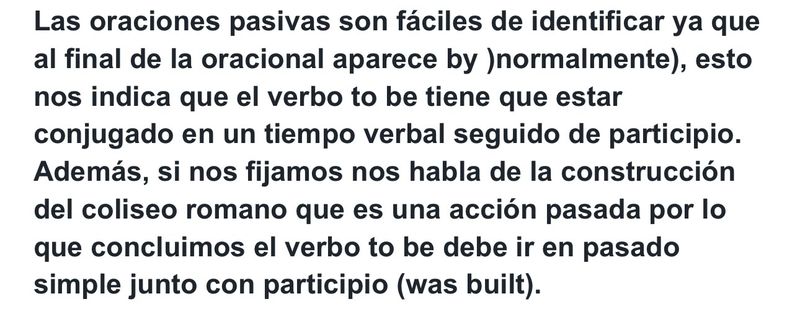 Las oraciones pasivas son fáciles de identificar ya que
al final de la oracional aparece by )normalmente), esto
nos indica que el verbo to be tiene que estar
conjugado en un tiempo verbal seguido de participio.
Además, si nos fijamos nos habla de la construcción
del coliseo romano que es una acción pasada por lo
que concluimos el verbo to be debe ir en pasado
simple junto con participio (was built).